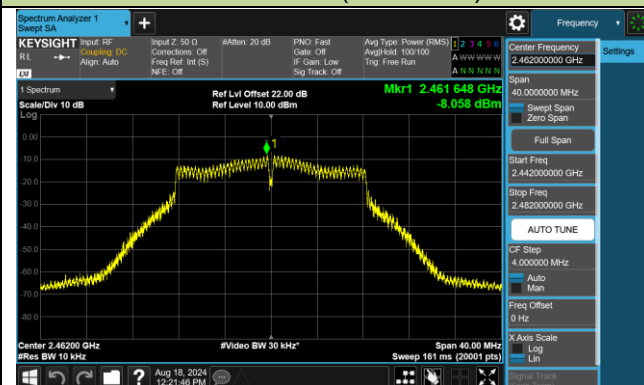 Spectrum Analyzer 1
Swept SA
+
Frequency
KEYSIGHT
RL
LXI
Input: RF
Coupling: DC
Align: Auto
Input Z: 50 Ω
Corrections: Off
Freq Ref: Int (S)
NFE: Off
#Atten: 20 dB
PNO: Fast
Gate: Off
IF Gain: Low
Sig Track: Off
Avg Type: Power (RMS)
Avg|Hold: 100/100
Trig: Free Run
1 2 3 4 5 6
A W W W W W
A N N N N N
Center Frequency
2.462000000 GHz
Settings
1 Spectrum
Scale/Div 10 dB
Log
Ref Lvl Offset 22.00 dB
Ref Level 10.00 dBm
Mkr1 2.461 648 GHz
-8.058 dBm
Span
40.0000000 MHz
Swept Span
Zero Span
Full Span
Start Freq
2.442000000 GHz
Stop Freq
2.482000000 GHz
AUTO TUNE
CF Step
4.000000 MHz
Auto
Man
Freq Offset
0 Hz
X Axis Scale
Log
Lin
Signal Track
0.00
-10.0
-20.0
-30.0
-40.0
-50.0
-60.0
-70.0
-80.0
1
Center 2.46200 GHz
#Res BW 10 kHz
#Video BW 30 kHz*
Span 40.00 MHz
Sweep 161 ms (20001 pts)
?
Aug 18, 2024
12:21:46 PM